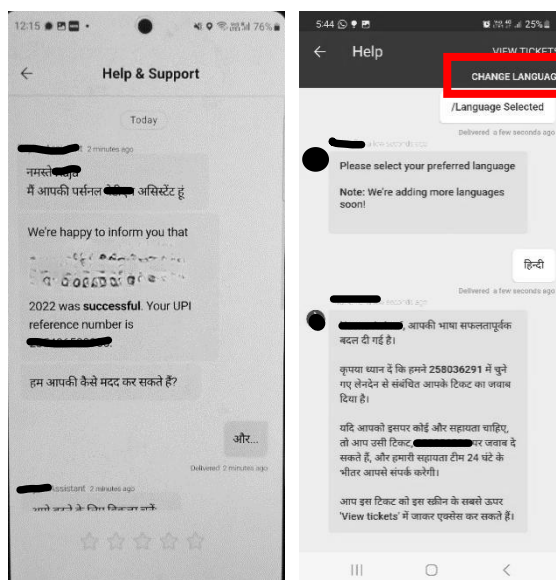 12:15
76%
Help & Support
Today
2 minutes ago
नमस्ते
मैं आपकी पर्सनल असिस्टेंट हूं
We're happy to inform you that
2022 was successful. Your UPI
reference number is
हम आपकी कैसे मदद कर सकते हैं?
और...
Delivered 2 minutes ago
Assistant 2 minutes ago
5:44
25%
Help
VIEW TICKETS
CHANGE LANGUAG
/Language Selected
Delivered a few seconds ago
a few seconds ago
Please select your preferred language
Note: We're adding more languages
soon!
हिन्दी
Delivered a few seconds ago
seconds ago
, आपकी भाषा सफलतापूर्वक
बदल दी गई है।
कृपया ध्यान दें कि हमने 258036291 में चुने
गए लेनदेन से संबंधित आपके टिकट का जवाब
दिया है।
यदि आपको इसपर कोई और सहायता चाहिए,
तो आप उसी टिकट, पर जवाब दे
सकते हैं, और हमारी सहायता टीम 24 घंटे के
भीतर आपसे संपर्क करेगी।
आप इस टिकट को इस स्क्रीन के सबसे ऊपर
'View tickets' में जाकर एक्सेस कर सकते हैं।